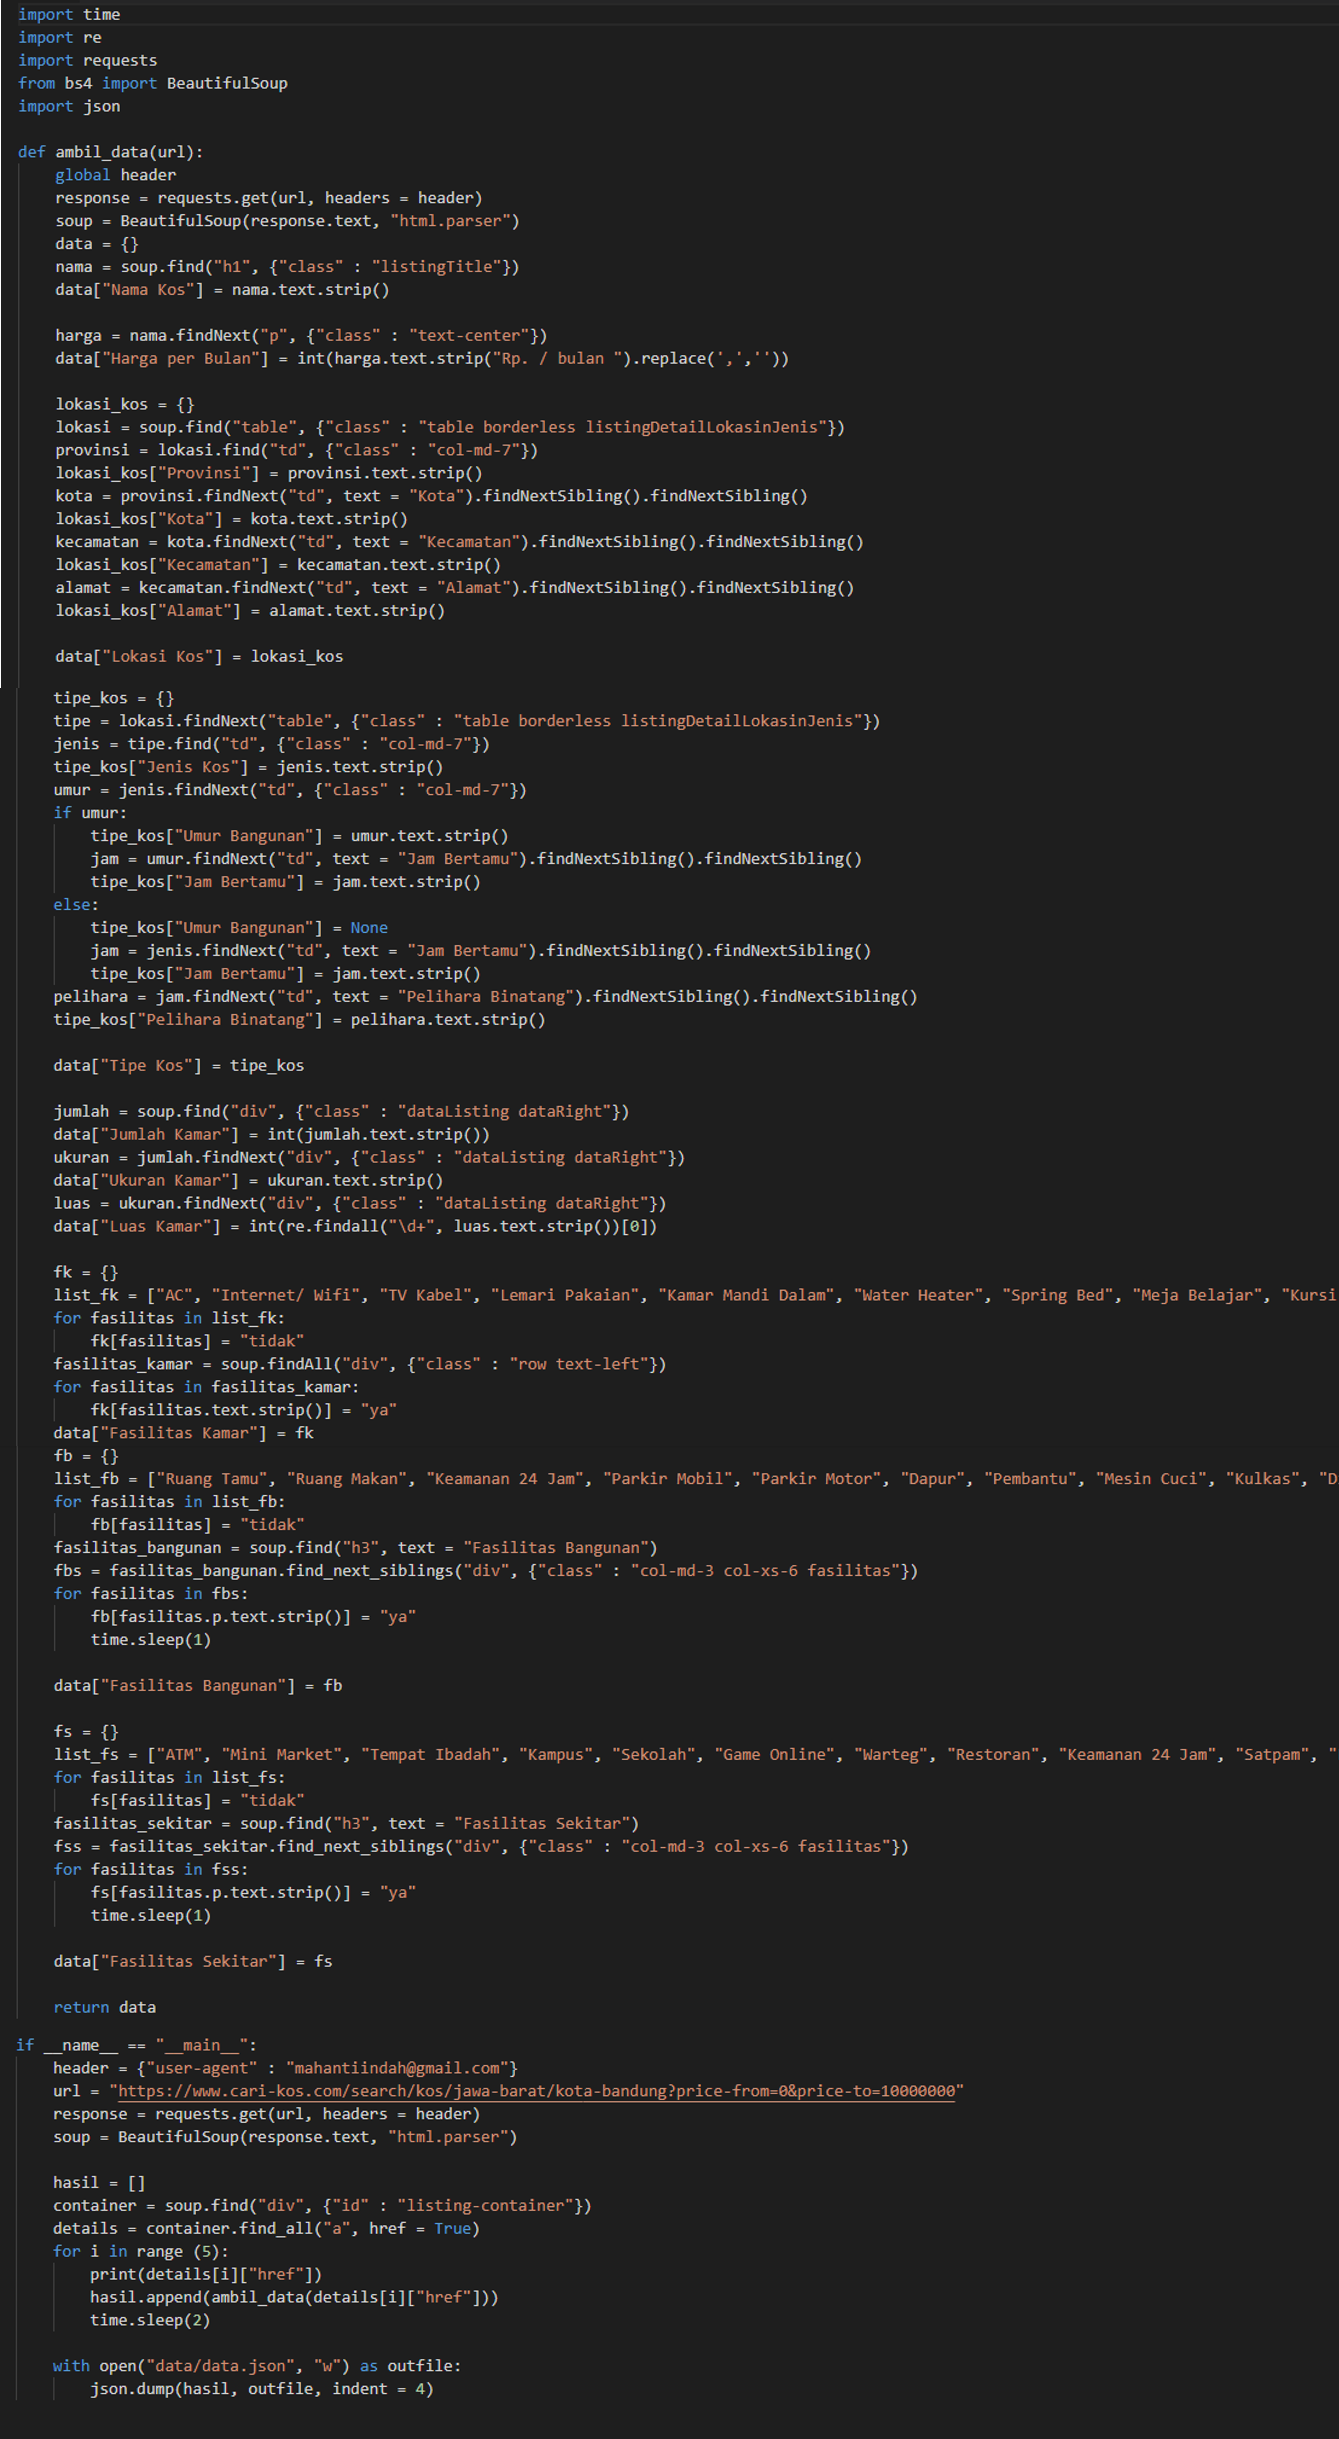 import time
import re
import requests
from bs4 import BeautifulSoup
import json

def ambil_data(url):
    global header
    response = requests.get(url, headers = header)
    soup = BeautifulSoup(response.text, "html.parser")
    data = {}
    nama = soup.find("h1", {"class" : "listingTitle"})
    data["Nama Kos"] = nama.text.strip()

    harga = nama.findNext("p", {"class" : "text-center"})
    data["Harga per Bulan"] = int(harga.text.strip("Rp. / bulan ").replace(',',''))

    lokasi_kos = {}
    lokasi = soup.find("table", {"class" : "table borderless listingDetailLokasinJenis"})
    provinsi = lokasi.find("td", {"class" : "col-md-7"})
    lokasi_kos["Provinsi"] = provinsi.text.strip()
    kota = provinsi.findNext("td", text = "Kota").findNextSibling().findNextSibling()
    lokasi_kos["Kota"] = kota.text.strip()
    kecamatan = kota.findNext("td", text = "Kecamatan").findNextSibling().findNextSibling()
    lokasi_kos["Kecamatan"] = kecamatan.text.strip()
    alamat = kecamatan.findNext("td", text = "Alamat").findNextSibling().findNextSibling()
    lokasi_kos["Alamat"] = alamat.text.strip()

    data["Lokasi Kos"] = lokasi_kos

    tipe_kos = {}
    tipe = lokasi.findNext("table", {"class" : "table borderless listingDetailLokasinJenis"})
    jenis = tipe.find("td", {"class" : "col-md-7"})
    tipe_kos["Jenis Kos"] = jenis.text.strip()
    umur = jenis.findNext("td", {"class" : "col-md-7"})
    if umur:
        tipe_kos["Umur Bangunan"] = umur.text.strip()
        jam = umur.findNext("td", text = "Jam Bertamu").findNextSibling().findNextSibling()
        tipe_kos["Jam Bertamu"] = jam.text.strip()
    else:
        tipe_kos["Umur Bangunan"] = None
        jam = jenis.findNext("td", text = "Jam Bertamu").findNextSibling().findNextSibling()
        tipe_kos["Jam Bertamu"] = jam.text.strip()
    pelihara = jam.findNext("td", text = "Pelihara Binatang").findNextSibling().findNextSibling()
    tipe_kos["Pelihara Binatang"] = pelihara.text.strip()

    data["Tipe Kos"] = tipe_kos

    jumlah = soup.find("div", {"class" : "dataListing dataRight"})
    data["Jumlah Kamar"] = int(jumlah.text.strip())
    ukuran = jumlah.findNext("div", {"class" : "dataListing dataRight"})
    data["Ukuran Kamar"] = ukuran.text.strip()
    luas = ukuran.findNext("div", {"class" : "dataListing dataRight"})
    data["Luas Kamar"] = int(re.findall("\d+", luas.text.strip())[0])

    fk = {}
    list_fk = ["AC", "Internet/ Wifi", "TV Kabel", "Lemari Pakaian", "Kamar Mandi Dalam", "Water Heater", "Spring Bed", "Meja Belajar", "Kursi
    for fasilitas in list_fk:
        fk[fasilitas] = "tidak"
    fasilitas_kamar = soup.findAll("div", {"class" : "row text-left"})
    for fasilitas in fasilitas_kamar:
        fk[fasilitas.text.strip()] = "ya"
    data["Fasilitas Kamar"] = fk
    fb = {}
    list_fb = ["Ruang Tamu", "Ruang Makan", "Keamanan 24 Jam", "Parkir Mobil", "Parkir Motor", "Dapur", "Pembantu", "Mesin Cuci", "Kulkas", "D
    for fasilitas in list_fb:
        fb[fasilitas] = "tidak"
    fasilitas_bangunan = soup.find("h3", text = "Fasilitas Bangunan")
    fbs = fasilitas_bangunan.find_next_siblings("div", {"class" : "col-md-3 col-xs-6 fasilitas"})
    for fasilitas in fbs:
        fb[fasilitas.p.text.strip()] = "ya"
        time.sleep(1)

    data["Fasilitas Bangunan"] = fb

    fs = {}
    list_fs = ["ATM", "Mini Market", "Tempat Ibadah", "Kampus", "Sekolah", "Game Online", "Warteg", "Restoran", "Keamanan 24 Jam", "Satpam", "
    for fasilitas in list_fs:
        fs[fasilitas] = "tidak"
    fasilitas_sekitar = soup.find("h3", text = "Fasilitas Sekitar")
    fss = fasilitas_sekitar.find_next_siblings("div", {"class" : "col-md-3 col-xs-6 fasilitas"})
    for fasilitas in fss:
        fs[fasilitas.p.text.strip()] = "ya"
        time.sleep(1)

    data["Fasilitas Sekitar"] = fs

    return data
if __name__ == "__main__":
    header = {"user-agent" : "mahantiindah@gmail.com"}
    url = "https://www.cari-kos.com/search/kos/jawa-barat/kota-bandung?price-from=0&price-to=10000000"
    response = requests.get(url, headers = header)
    soup = BeautifulSoup(response.text, "html.parser")

    hasil = []
    container = soup.find("div", {"id" : "listing-container"})
    details = container.find_all("a", href = True)
    for i in range (5):
        print(details[i]["href"])
        hasil.append(ambil_data(details[i]["href"]))
        time.sleep(2)

    with open("data/data.json", "w") as outfile:
        json.dump(hasil, outfile, indent = 4)